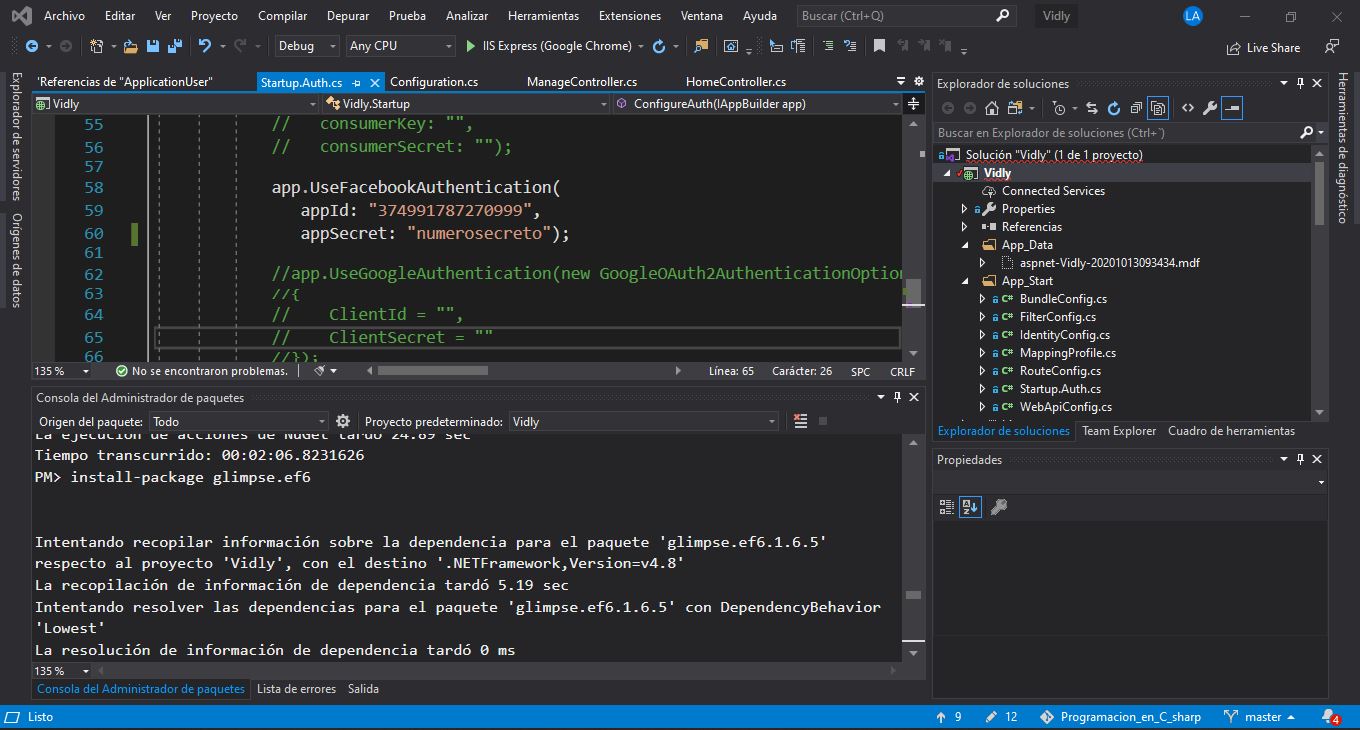 Archivo Editar Ver Proyecto Compilar Depurar Prueba Analizar Herramientas Extensiones Ventana Ayuda Buscar (Ctrl+Q) Vidly LA
Debug Any CPU IIS Express (Google Chrome) Live Share
Explorador de servidores
Orígenes de datos
'Referencias de "ApplicationUser" Startup.Auth.cs Configuration.cs ManageController.cs HomeController.cs
Vidly Vidly.Startup ConfigureAuth(IAppBuilder app)
55 // consumerKey: "",
56 // consumerSecret: "");
57
58 app.UseFacebookAuthentication(
59 appId: "374991787270999",
60 appSecret: "numerosecreto");
61
62 //app.UseGoogleAuthentication(new GoogleOAuth2AuthenticationOption
63 //{
64 // ClientId = "",
65 // ClientSecret = ""
66 //});
135 % No se encontraron problemas. Línea: 65 Carácter: 26 SPC CRLF
Consola del Administrador de paquetes
Origen del paquete: Todo Proyecto predeterminado: Vidly
La ejecución de acciones de NuGet tardó 24.89 sec
Tiempo transcurrido: 00:02:06.8231626
PM> install-package glimpse.ef6
Intentando recopilar información sobre la dependencia para el paquete 'glimpse.ef6.1.6.5'
respecto al proyecto 'Vidly', con el destino '.NETFramework,Version=v4.8'
La recopilación de información de dependencia tardó 5.19 sec
Intentando resolver las dependencias para el paquete 'glimpse.ef6.1.6.5' con DependencyBehavior
'Lowest'
La resolución de información de dependencia tardó 0 ms
135 %
Consola del Administrador de paquetes Lista de errores Salida
Explorador de soluciones
Buscar en Explorador de soluciones (Ctrl+`)
Solución "Vidly" (1 de 1 proyecto)
Vidly
Connected Services
Properties
Referencias
App_Data
aspnet-Vidly-20201013093434.mdf
App_Start
C# BundleConfig.cs
C# FilterConfig.cs
C# IdentityConfig.cs
C# MappingProfile.cs
C# RouteConfig.cs
C# Startup.Auth.cs
C# WebApiConfig.cs
Explorador de soluciones Team Explorer Cuadro de herramientas
Propiedades
Herramientas de diagnóstico
Listo 9 12 Programacion_en_C_sharp master 4